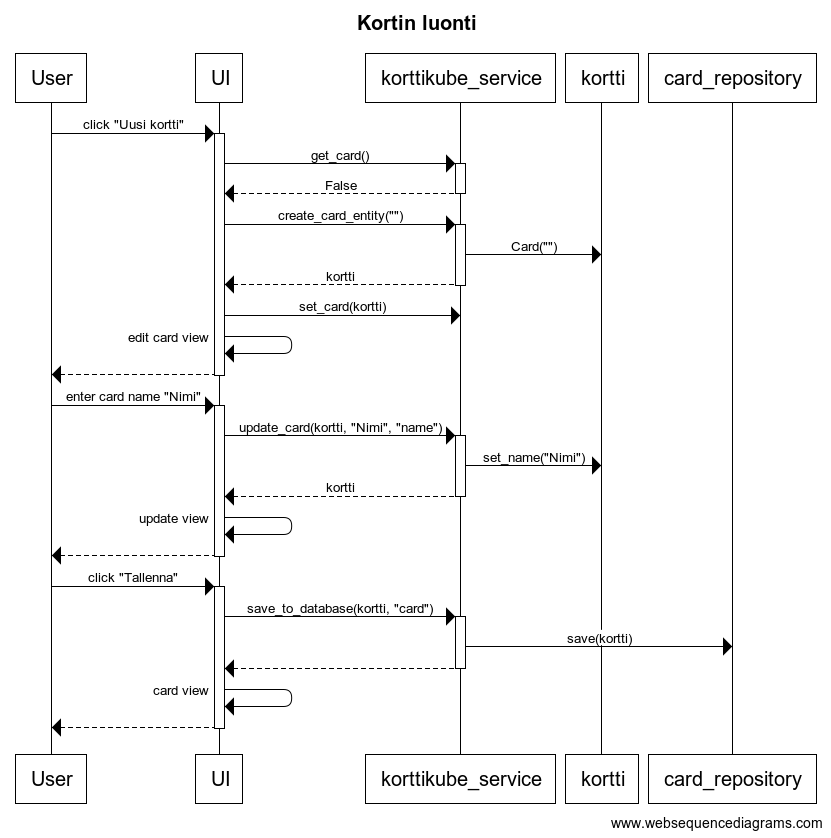 Kortin luonti
User UI korttikube_service kortti card_repository
click "Uusi kortti"
get_card()
False
create_card_entity("")
Card("")
kortti
set_card(kortti)
edit card view
enter card name "Nimi"
update_card(kortti, "Nimi", "name")
set_name("Nimi")
kortti
update view
click "Tallenna"
save_to_database(kortti, "card")
save(kortti)
card view
User UI korttikube_service kortti card_repository
www.websequencediagrams.com